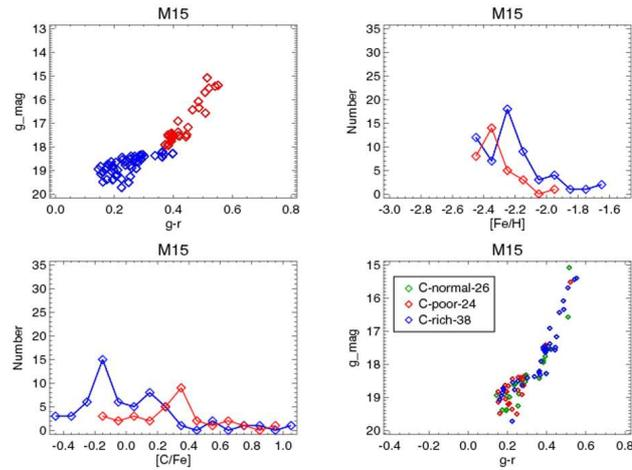 M15
13
14
15
16
17
18
19
20
g_mag
0.0 0.2 0.4 0.6 0.8
g-r
M15
35
30
25
20
15
10
5
0
Number
-3.0 -2.8 -2.6 -2.4 -2.2 -2.0 -1.8 -1.6
[Fe/H]
M15
35
30
25
20
15
10
5
0
Number
-0.4 -0.2 0.0 0.2 0.4 0.6 0.8 1.0
[C/Fe]
M15
15
16
17
18
19
20
g_mag
C-normal-26
C-poor-24
C-rich-38
-0.4 -0.2 0.0 0.2 0.4 0.6 0.8
g-r